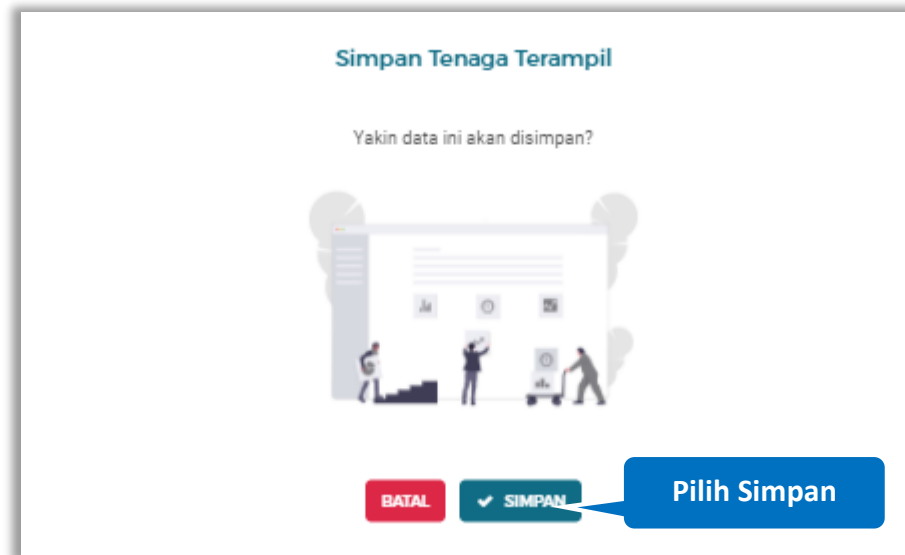 Simpan Tenaga Terampil
Yakin data ini akan disimpan?
BATAL
SIMPAN
Pilih Simpan